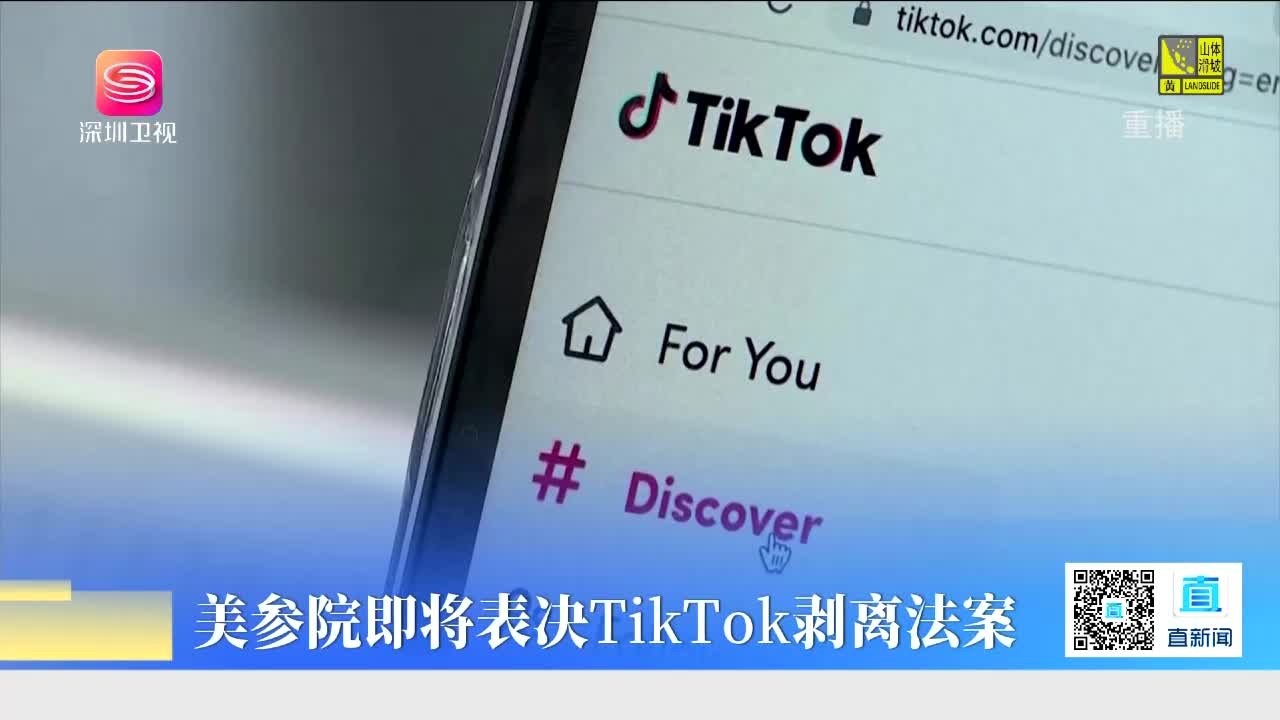 tiktok.com/discover
山体
滑坡
黄 LANDSLIDE
深圳卫视
重播
TikTok
For You
# Discover
美参院即将表决TikTok剥离法案
直
直新闻